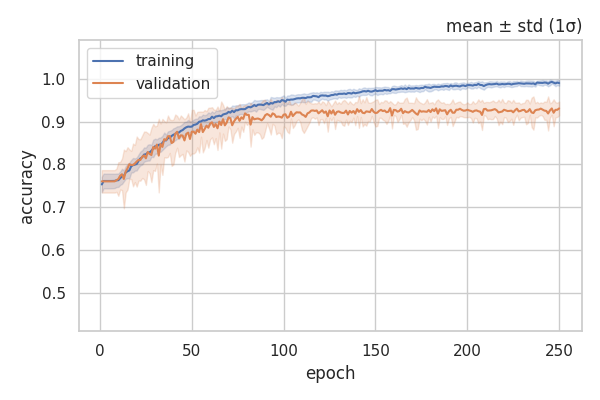 mean ± std (1σ)
training
validation
1.0
0.9
0.8
0.7
0.6
0.5
accuracy
0 50 100 150 200 250
epoch